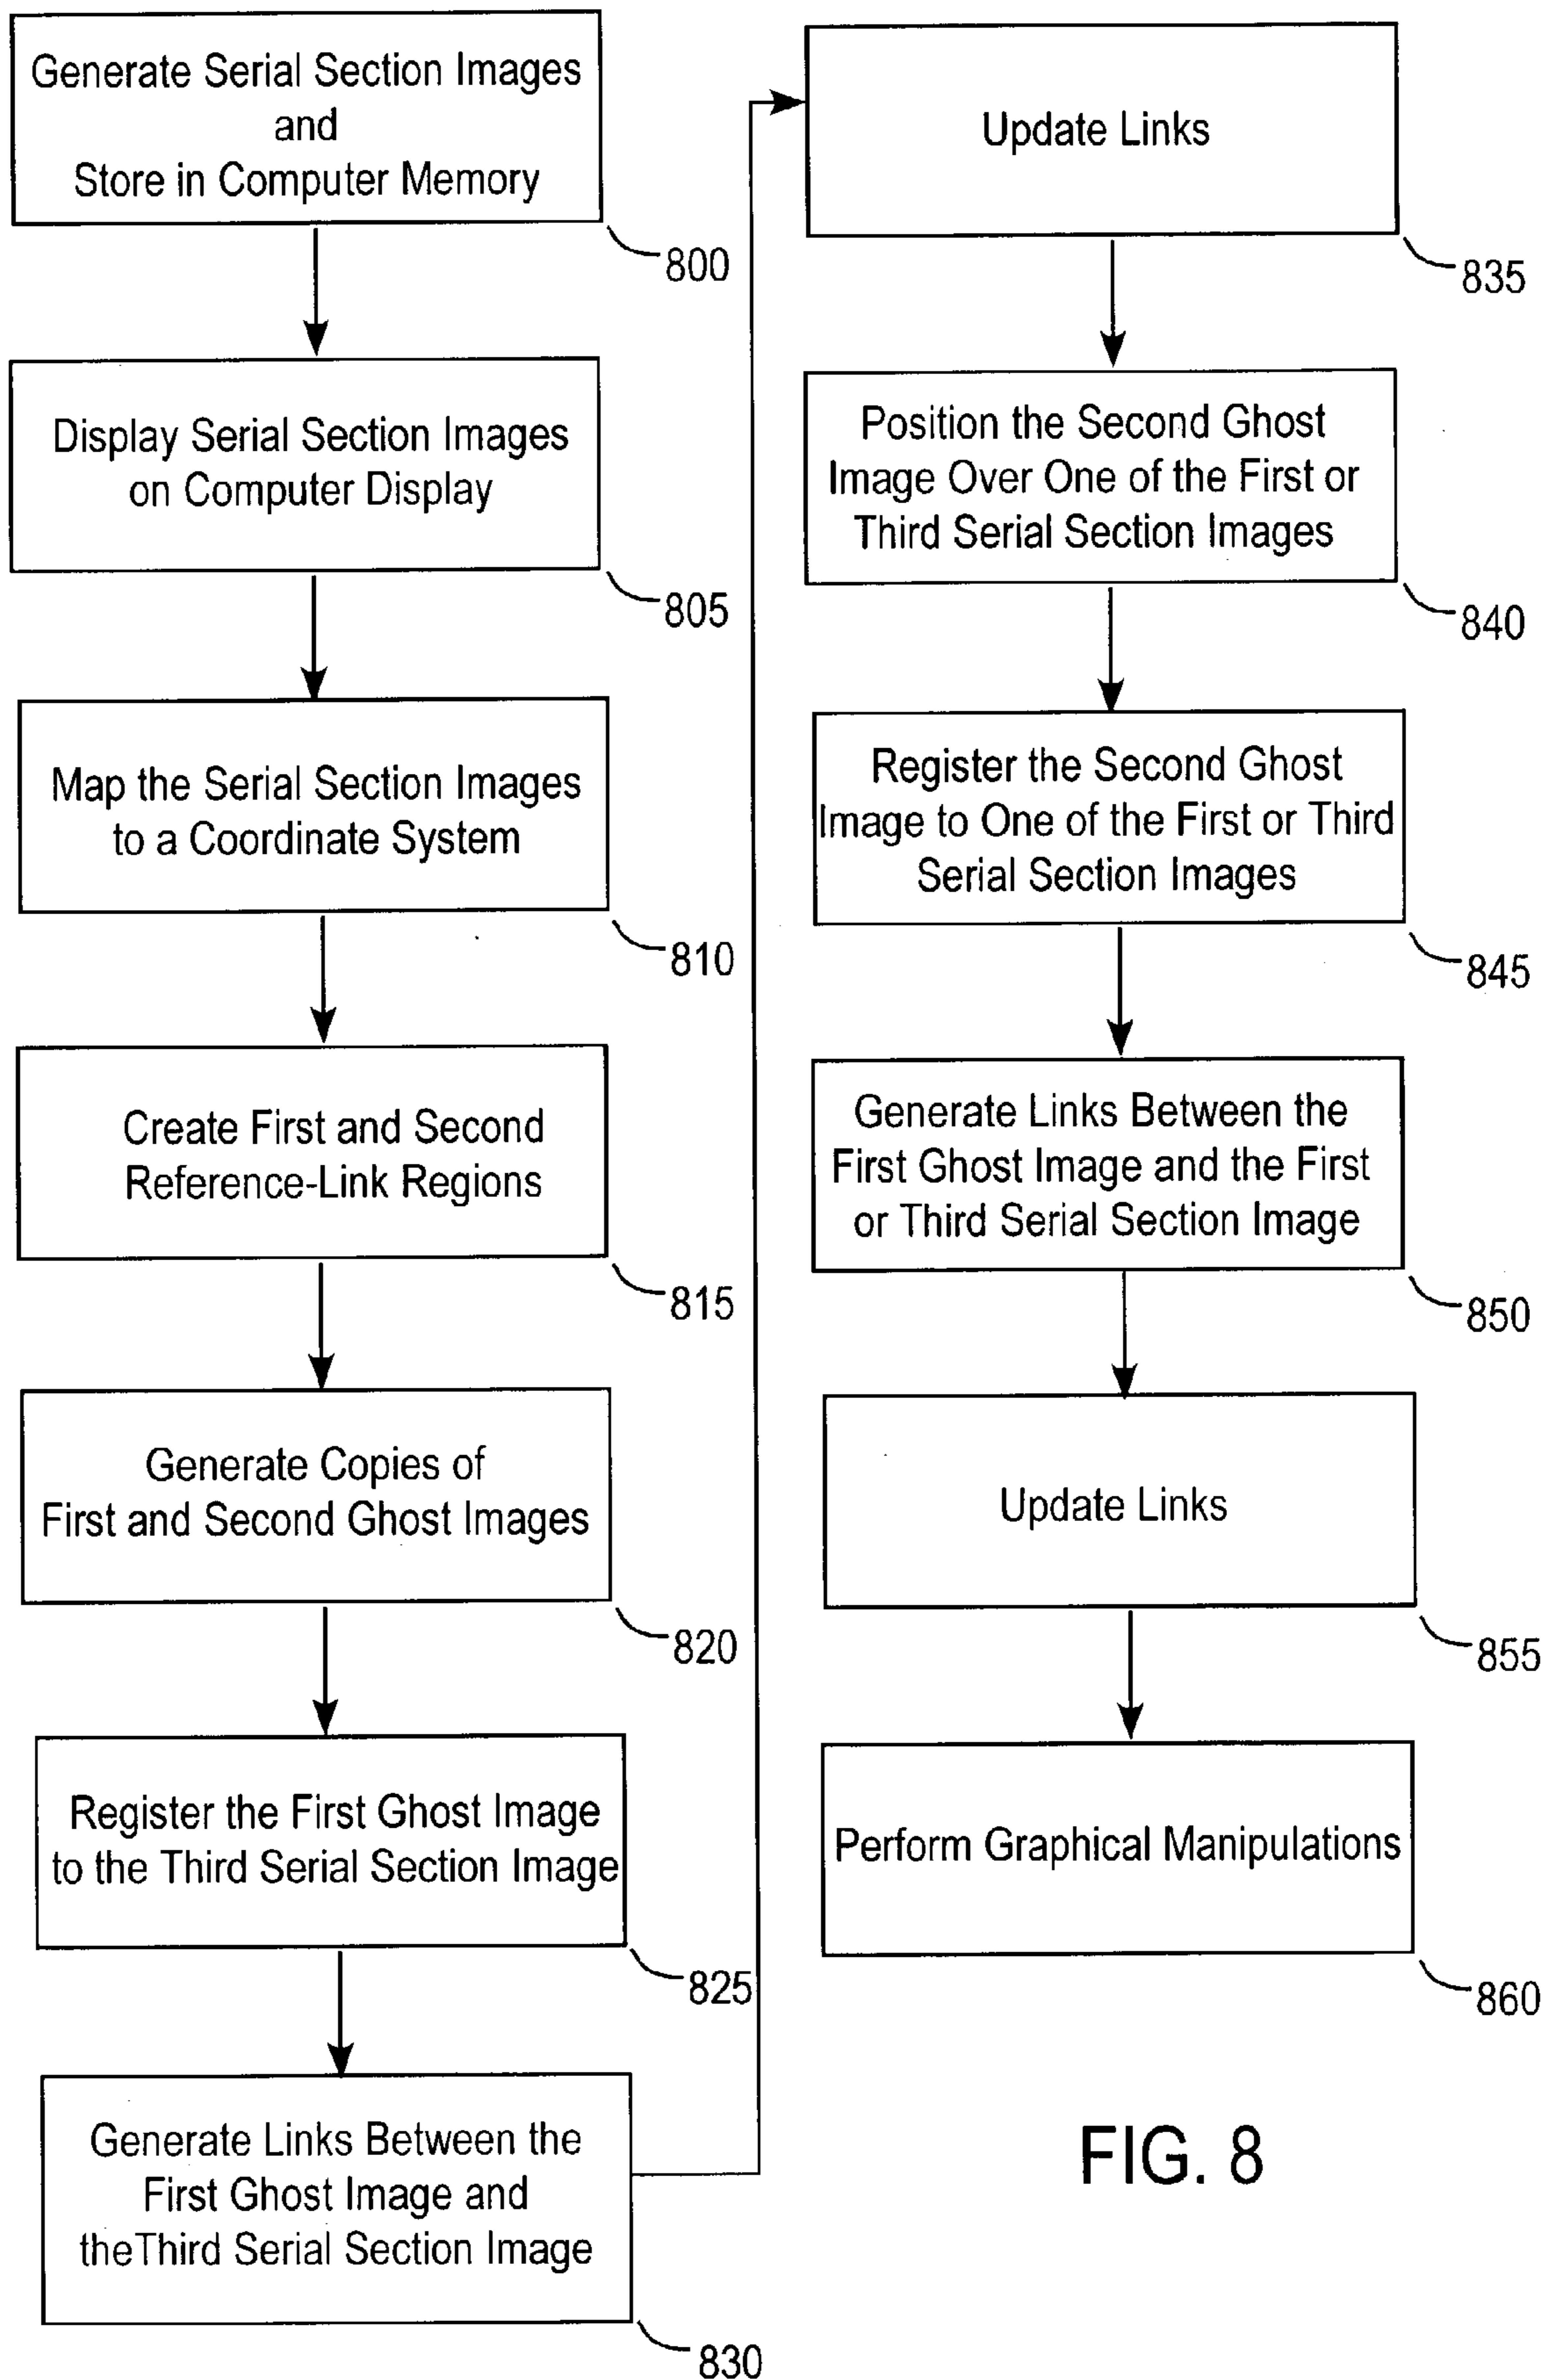 Generate Serial Section Images
and
Store in Computer Memory
800
Display Serial Section Images
on Computer Display
805
Map the Serial Section Images
to a Coordinate System
810
Create First and Second
Reference-Link Regions
815
Generate Copies of
First and Second Ghost Images
820
Register the First Ghost Image
to the Third Serial Section Image
825
Generate Links Between the
First Ghost Image and
theThird Serial Section Image
830
Update Links
835
Position the Second Ghost
Image Over One of the First or
Third Serial Section Images
840
Register the Second Ghost
Image to One of the First or Third
Serial Section Images
845
Generate Links Between the
First Ghost Image and the First
or Third Serial Section Image
850
Update Links
855
Perform Graphical Manipulations
860
FIG. 8